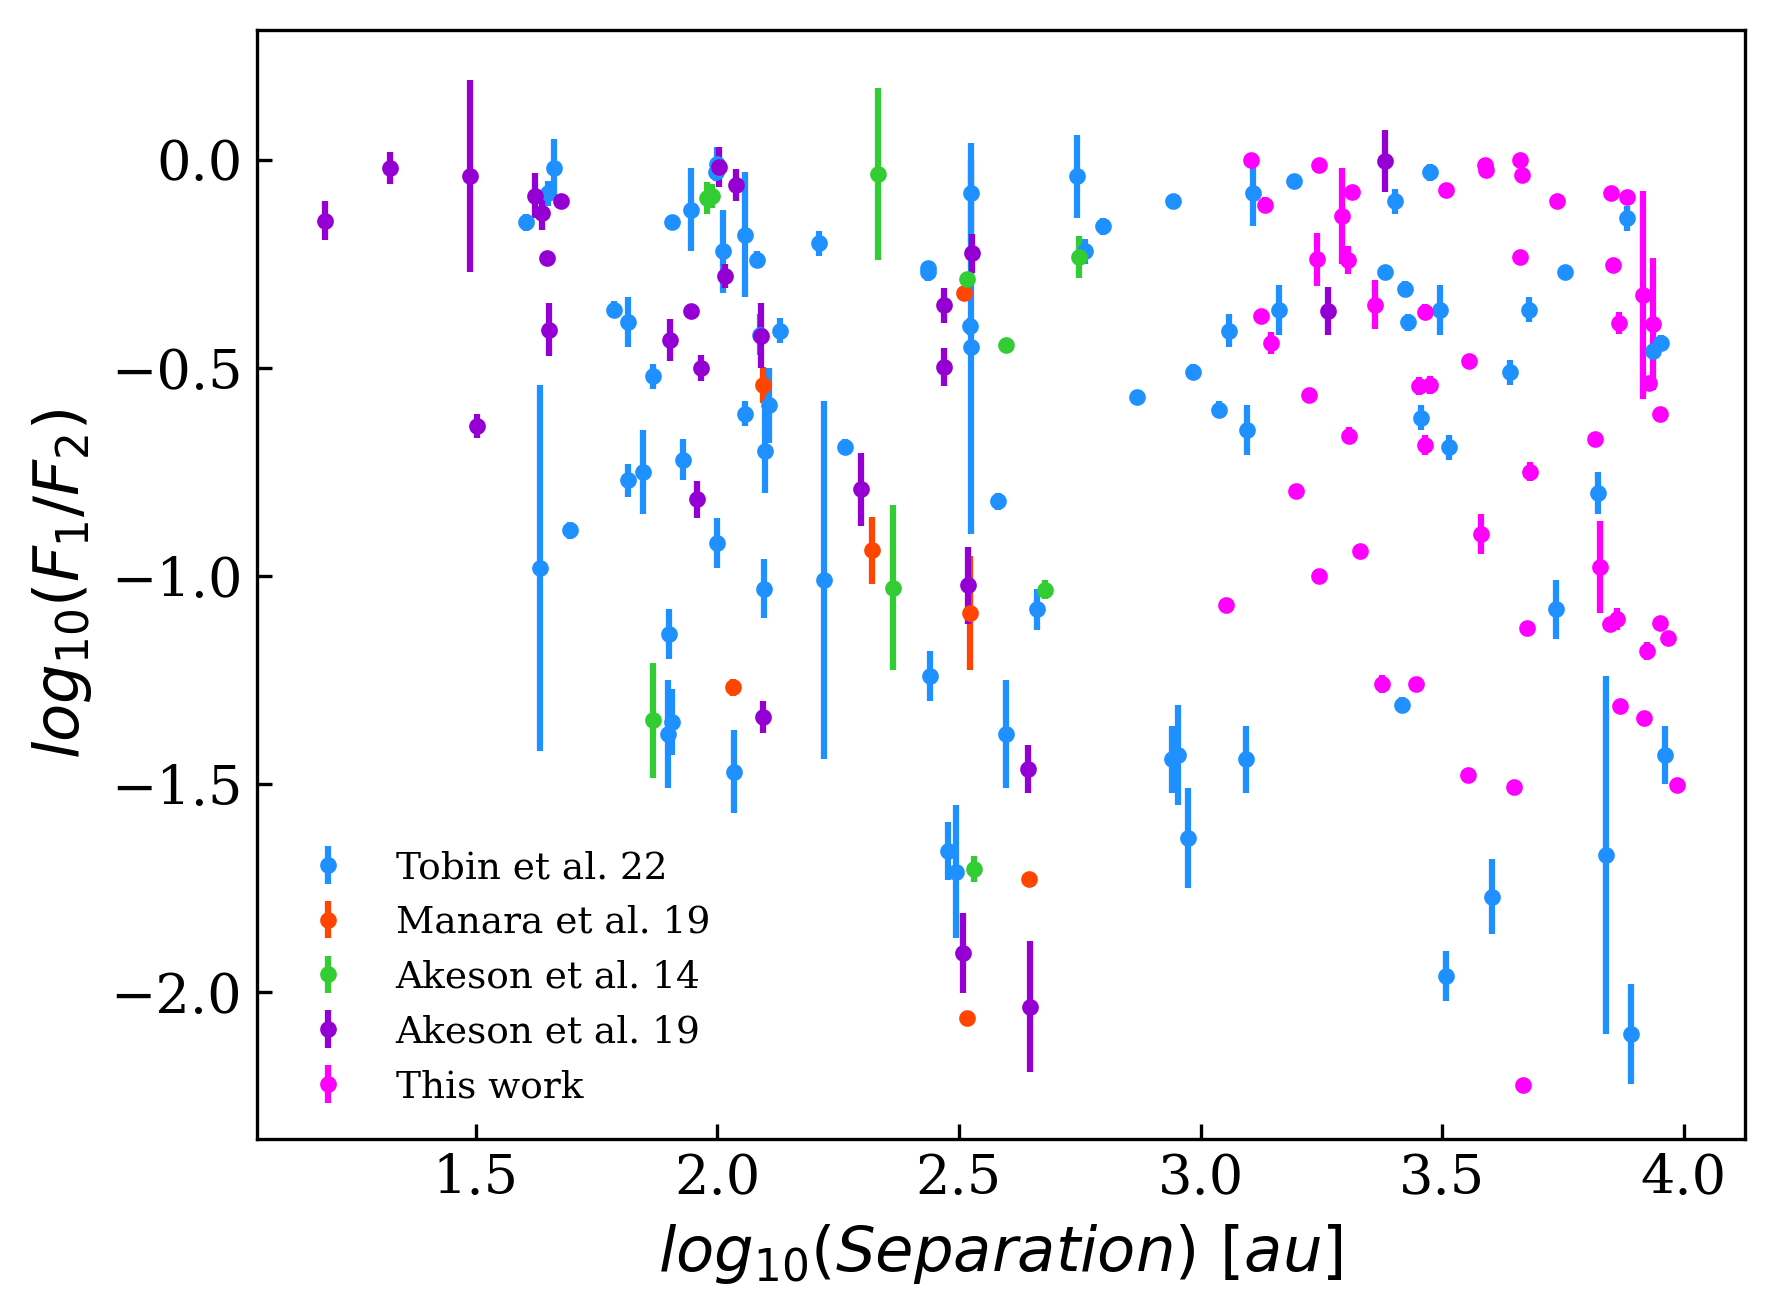 log₁₀(F₁/F₂)
0.0
−0.5
−1.0
−1.5
−2.0
Tobin et al. 22
Manara et al. 19
Akeson et al. 14
Akeson et al. 19
This work
1.5 2.0 2.5 3.0 3.5 4.0
log₁₀(Separation) [au]